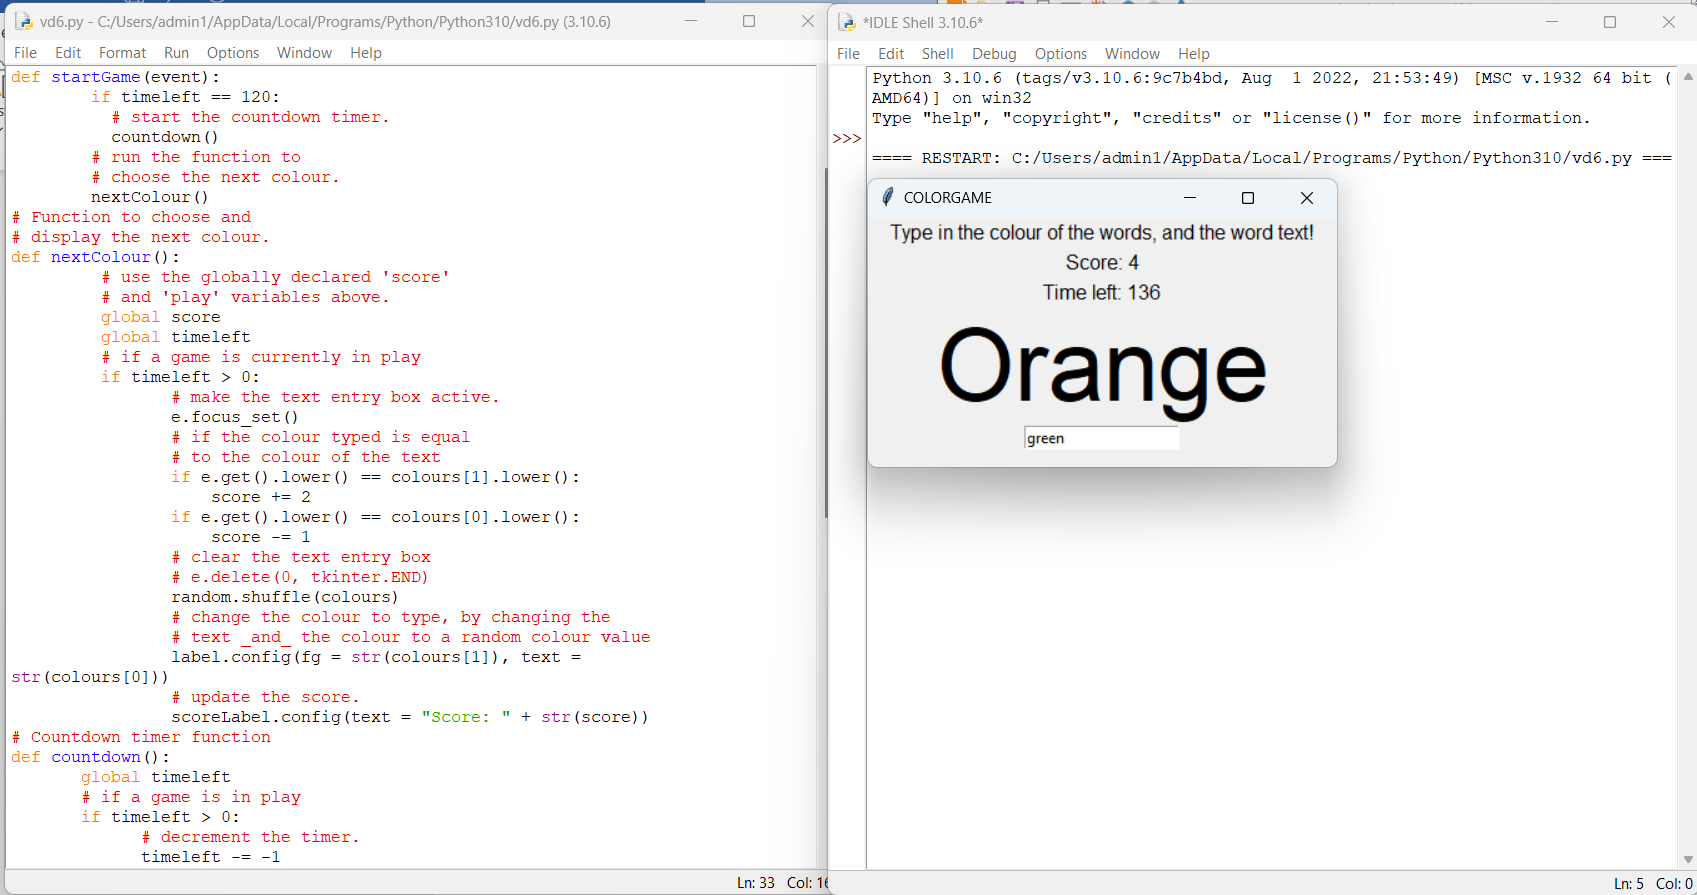 vd6.py - C:/Users/admin1/AppData/Local/Programs/Python/Python310/vd6.py (3.10.6)
File Edit Format Run Options Window Help
def startGame(event):
        if timeleft == 120:
          # start the countdown timer.
          countdown()
        # run the function to
        # choose the next colour.
        nextColour()
# Function to choose and
# display the next colour.
def nextColour():
         # use the globally declared 'score'
         # and 'play' variables above.
         global score
         global timeleft
         # if a game is currently in play
         if timeleft > 0:
                # make the text entry box active.
                e.focus_set()
                # if the colour typed is equal
                # to the colour of the text
                if e.get().lower() == colours[1].lower():
                    score += 2
                if e.get().lower() == colours[0].lower():
                    score -= 1
                # clear the text entry box
                # e.delete(0, tkinter.END)
                random.shuffle(colours)
                # change the colour to type, by changing the
                # text _and_ the colour to a random colour value
                label.config(fg = str(colours[1]), text =
str(colours[0]))
                # update the score.
                scoreLabel.config(text = "Score: " + str(score))
# Countdown timer function
def countdown():
       global timeleft
       # if a game is in play
       if timeleft > 0:
             # decrement the timer.
             timeleft -= -1
Ln: 33 Col: 16
*IDLE Shell 3.10.6*
File Edit Shell Debug Options Window Help
Python 3.10.6 (tags/v3.10.6:9c7b4bd, Aug  1 2022, 21:53:49) [MSC v.1932 64 bit (
AMD64)] on win32
Type "help", "copyright", "credits" or "license()" for more information.
>>>
==== RESTART: C:/Users/admin1/AppData/Local/Programs/Python/Python310/vd6.py ===
COLORGAME
Type in the colour of the words, and the word text!
Score: 4
Time left: 136
Orange
green
Ln: 5 Col: 0